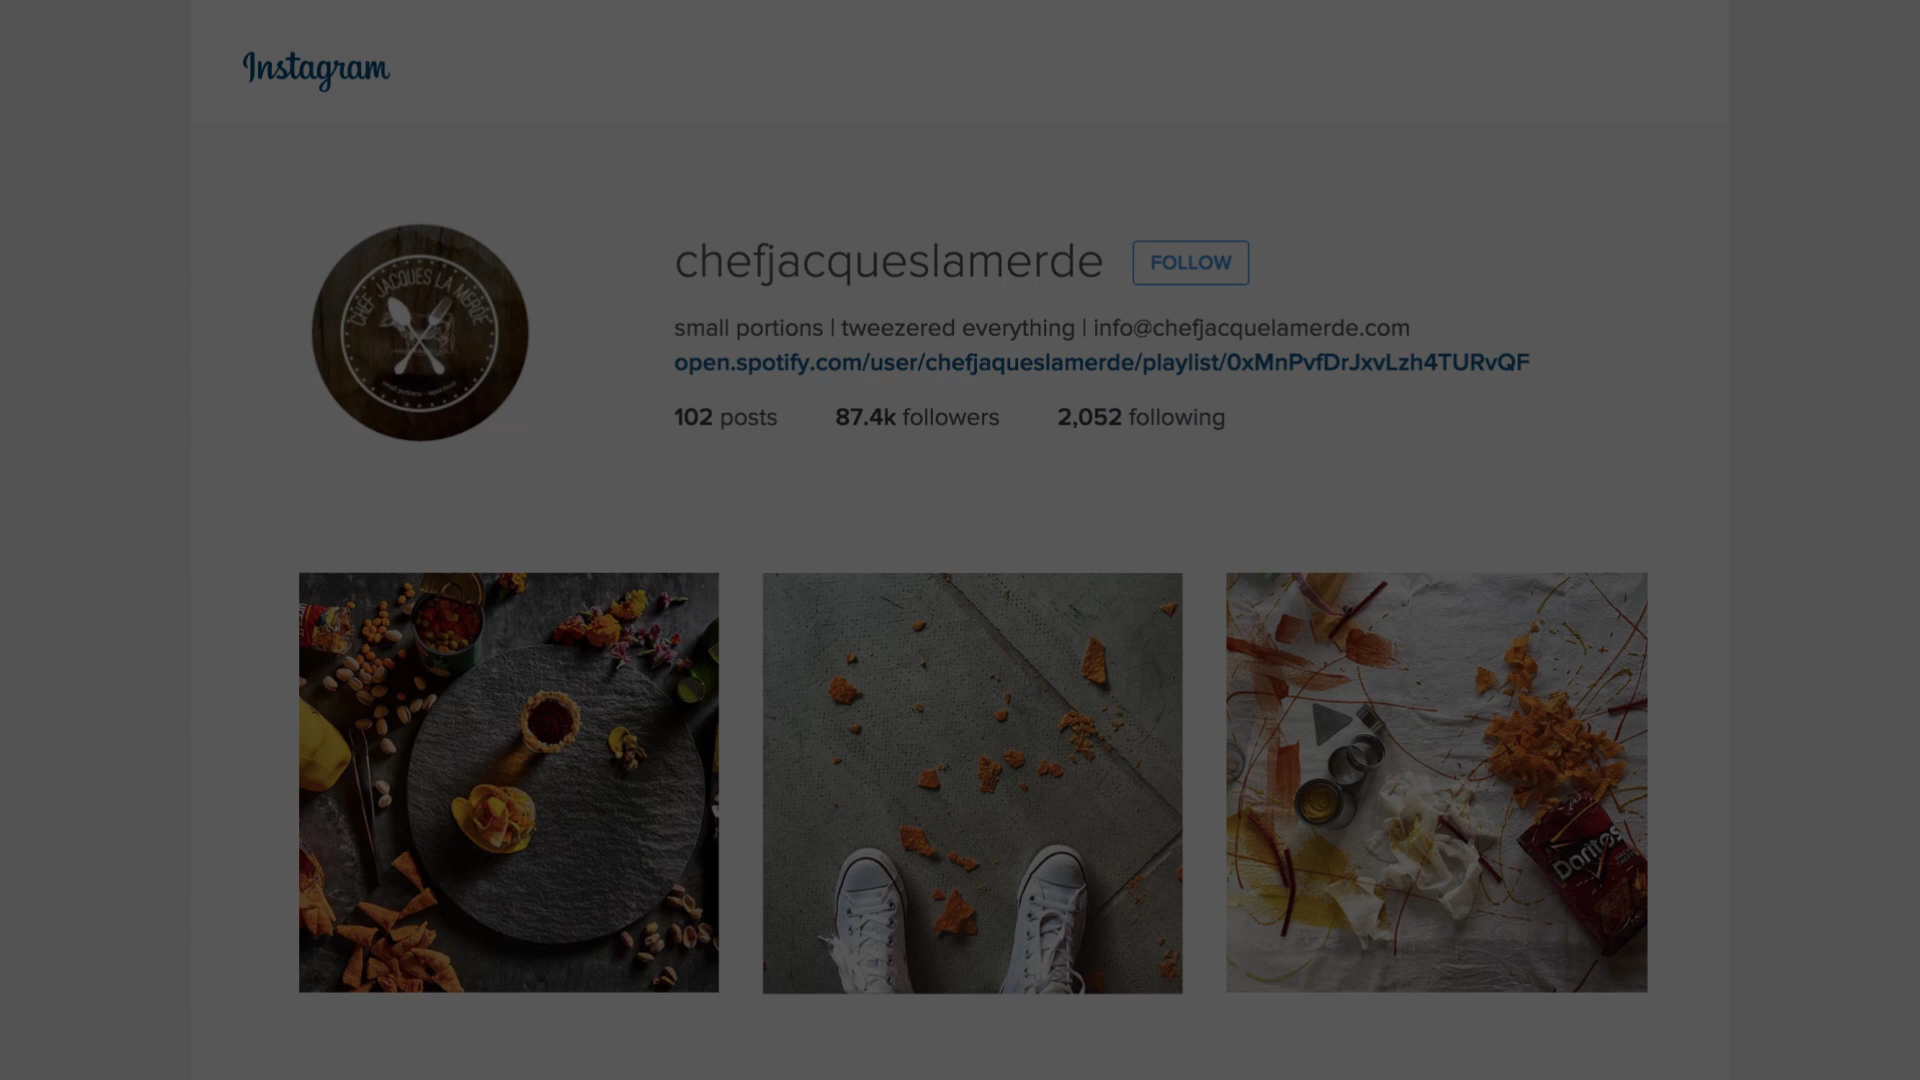 Instagram
chefjacqueslamerde FOLLOW
CHEF JACQUES LA MERDE
small portions | tweezered everything | info@chefjacquelamerde.com
open.spotify.com/user/chefjaqueslamerde/playlist/0xMnPvfDrJxvLzh4TURvQF
102 posts 87.4k followers 2,052 following
Doritos